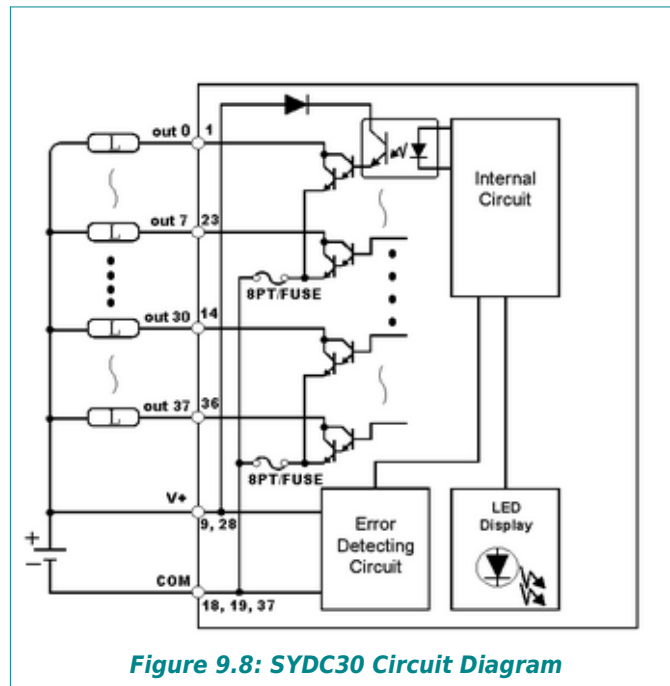 out 0 1
L
Internal
Circuit
out 7 23
L
8PT/FUSE
out 30 14
L
out 37 36
L
8PT/FUSE
V+
9, 28
+
−
COM
18, 19, 37
Error
Detecting
Circuit
LED
Display
Figure 9.8: SYDC30 Circuit Diagram